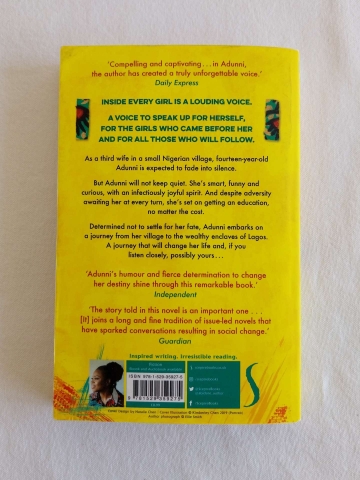 'Compelling and captivating . . . in Adunni,
the author has created a truly unforgettable voice.'
Daily Express
INSIDE EVERY GIRL IS A LOUDING VOICE.
A VOICE TO SPEAK UP FOR HERSELF,
FOR THE GIRLS WHO CAME BEFORE HER
AND FOR ALL THOSE WHO WILL FOLLOW.
As a third wife in a small Nigerian village, fourteen-year-old
Adunni is expected to fade into silence.
But Adunni will not keep quiet. She's smart, funny and
curious, with an infectiously joyful spirit. And despite adversity
awaiting her at every turn, she's set on getting an education,
no matter the cost.
Determined not to settle for her fate, Adunni embarks on
a journey from her village to the wealthy enclaves of Lagos.
A journey that will change her life and, if you
listen closely, possibly yours . . .
'Adunni's humour and fierce determination to change
her destiny shine through this remarkable book.'
Independent
'The story told in this novel is an important one . . .
[It] joins a long and fine tradition of issue-led novels that
have sparked conversations resulting in social change.'
Guardian
Inspired writing. Irresistible reading.
S